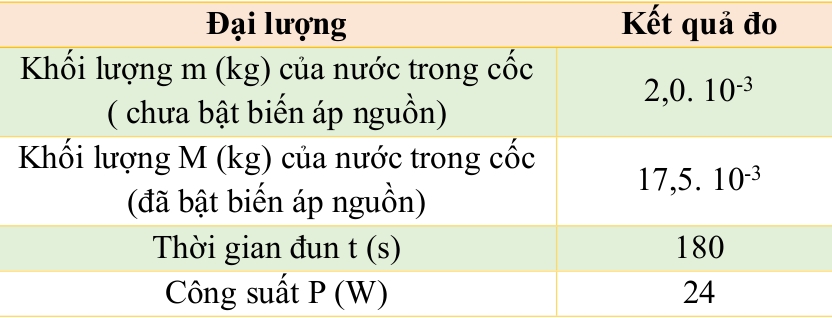 Đại lượng Kết quả đo
Khối lượng m (kg) của nước trong cốc
( chưa bật biến áp nguồn)
2,0. 10⁻³
Khối lượng M (kg) của nước trong cốc
(đã bật biến áp nguồn)
17,5. 10⁻³
Thời gian đun t (s) 180
Công suất P (W) 24